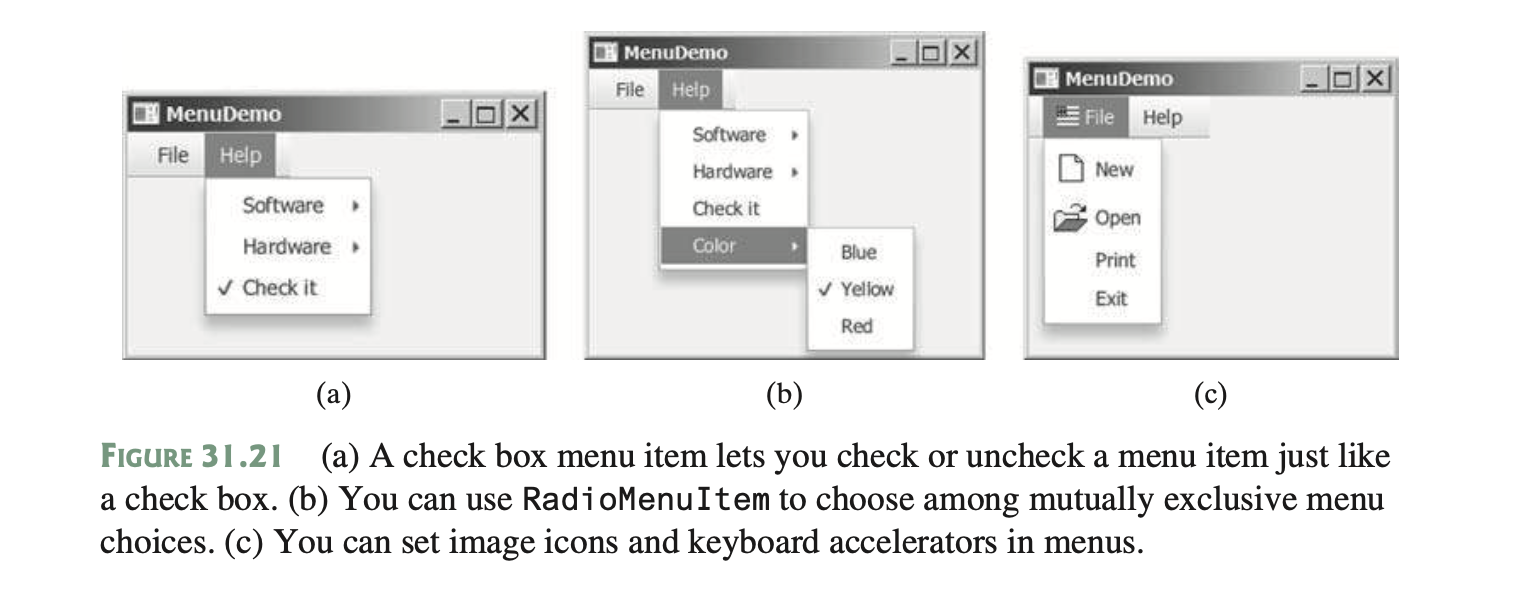 MenuDemo
File Help
Software
Hardware
✓ Check it
(a)
MenuDemo
File Help
Software
Hardware
Check it
Color
Blue
✓ Yellow
Red
(b)
MenuDemo
File Help
New
Open
Print
Exit
(c)
FIGURE 31.21 (a) A check box menu item lets you check or uncheck a menu item just like
a check box. (b) You can use RadioMenuItem to choose among mutually exclusive menu
choices. (c) You can set image icons and keyboard accelerators in menus.